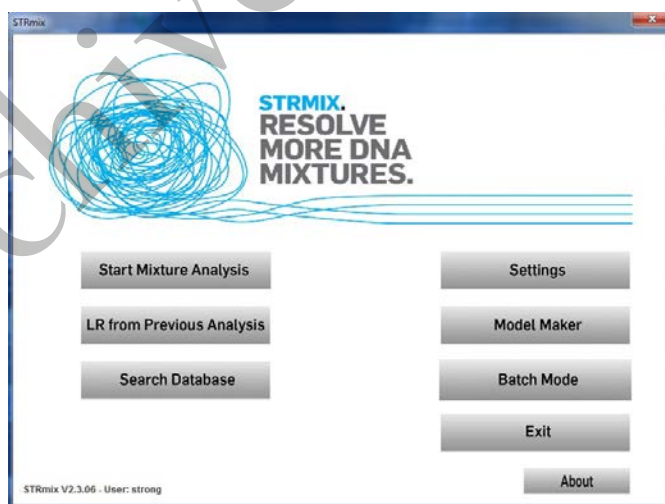 STRmix
STRMIX.
RESOLVE
MORE DNA
MIXTURES.
Start Mixture Analysis
Settings
LR from Previous Analysis
Model Maker
Search Database
Batch Mode
Exit
STRmix V2.3.06 - User: strong
About